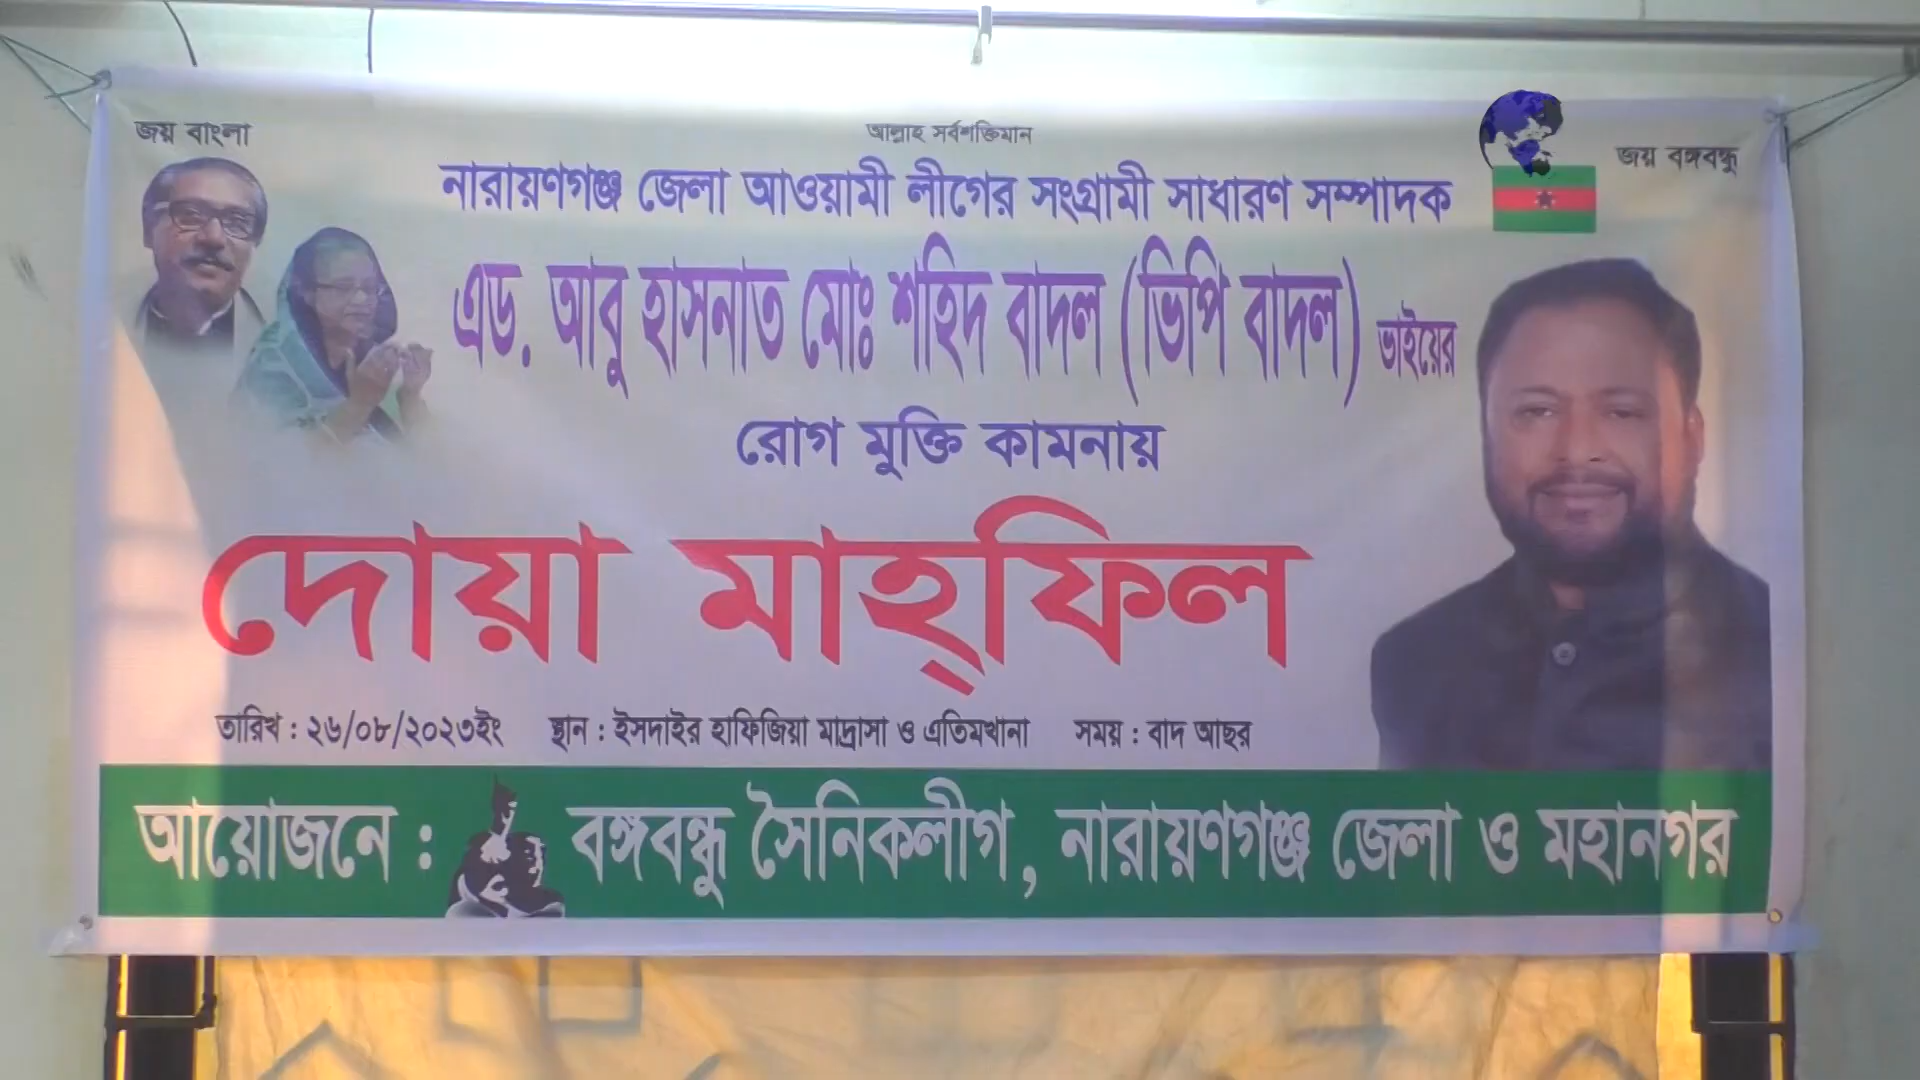 জয় বাংলা
আল্লাহ সর্বশক্তিমান
জয় বঙ্গবন্ধু
নারায়ণগঞ্জ জেলা আওয়ামী লীগের সংগ্রামী সাধারণ সম্পাদক
এড. আবু হাসনাত মোঃ শহিদ বাদল (ভিপি বাদল) ভাইয়ের
রোগ মুক্তি কামনায়
দোয়া মাহ্ফিল
তারিখ : ২৬/০৮/২০২৩ইং স্থান : ইসদাইর হাফিজিয়া মাদ্রাসা ও এতিমখানা সময় : বাদ আছর
আয়োজনে : বঙ্গবন্ধু সৈনিকলীগ, নারায়ণগঞ্জ জেলা ও মহানগর